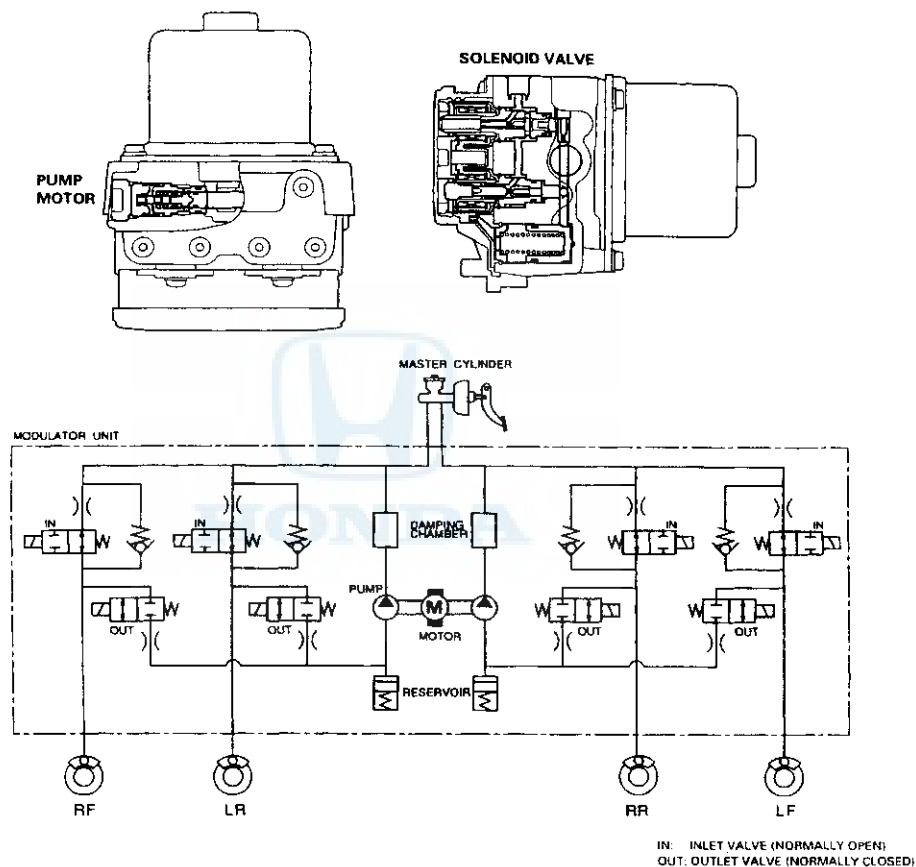 SOLENOID VALVE
PUMP
MOTOR
MASTER CYLINDER
MODULATOR UNIT
HONDA
IN
IN
DAMPING
CHAMBER
IN
IN
PUMP
M
OUT
OUT
MOTOR
OUT
OUT
RESERVOIR
RF
LR
RR
LF
IN: INLET VALVE (NORMALLY OPEN)
OUT: OUTLET VALVE (NORMALLY CLOSED)